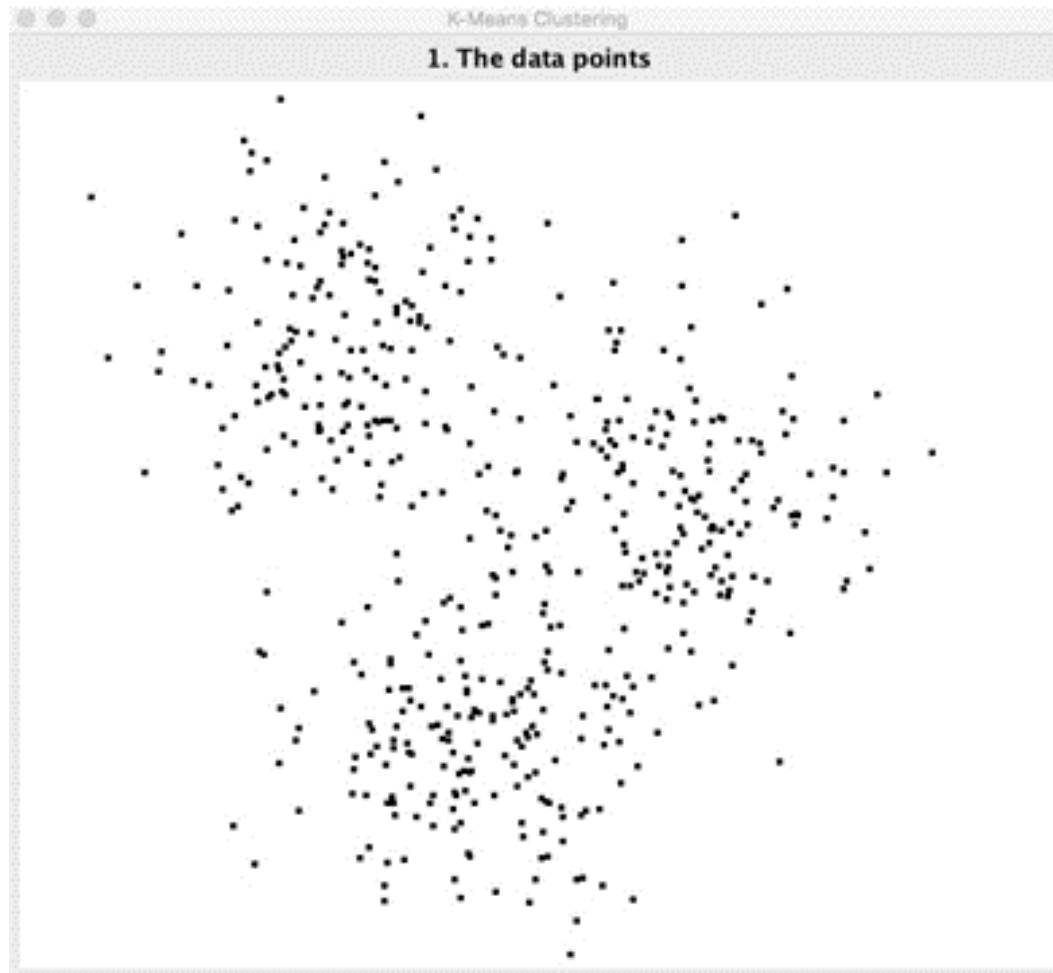 K-Means Clustering
1. The data points